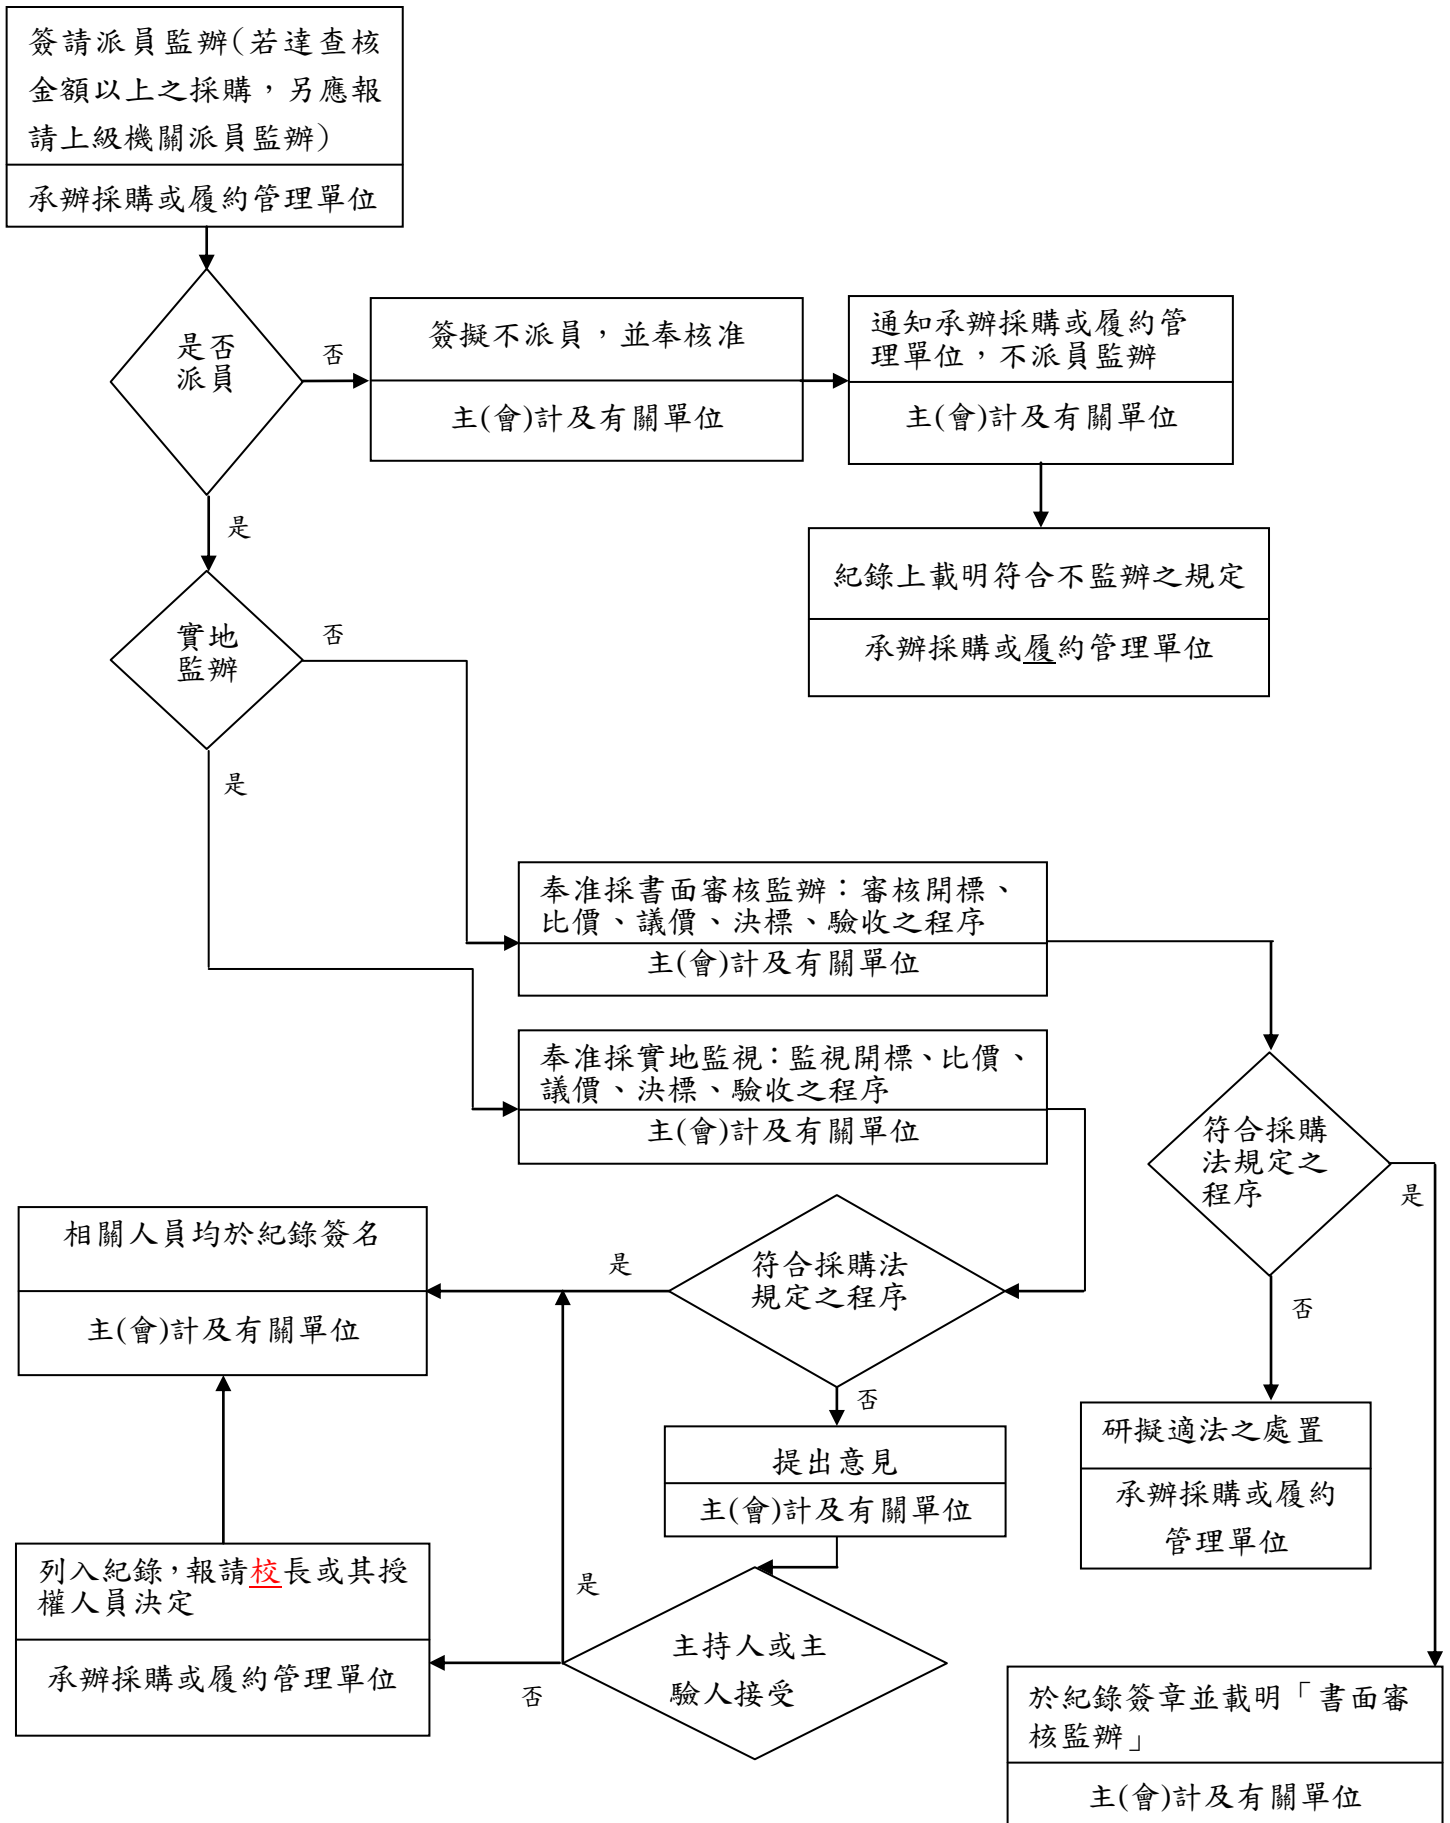 簽請派員監辦(若達查核
金額以上之採購，另應報
請上級機關派員監辦)
承辦採購或履約管理單位
是否
派員
否
簽擬不派員，並奉核准
主(會)計及有關單位
通知承辦採購或履約管
理單位，不派員監辦
主(會)計及有關單位
是
紀錄上載明符合不監辦之規定
承辦採購或履約管理單位
實地
監辦
否
是
奉准採書面審核監辦：審核開標、
比價、議價、決標、驗收之程序
主(會)計及有關單位
奉准採實地監視：監視開標、比價、
議價、決標、驗收之程序
主(會)計及有關單位
符合採購
法規定之
程序
是
否
相關人員均於紀錄簽名
主(會)計及有關單位
是
符合採購法
規定之程序
否
提出意見
主(會)計及有關單位
研擬適法之處置
承辦採購或履約
管理單位
列入紀錄，報請校長或其授
權人員決定
承辦採購或履約管理單位
是
否
主持人或主
驗人接受
於紀錄簽章並載明「書面審
核監辦」
主(會)計及有關單位